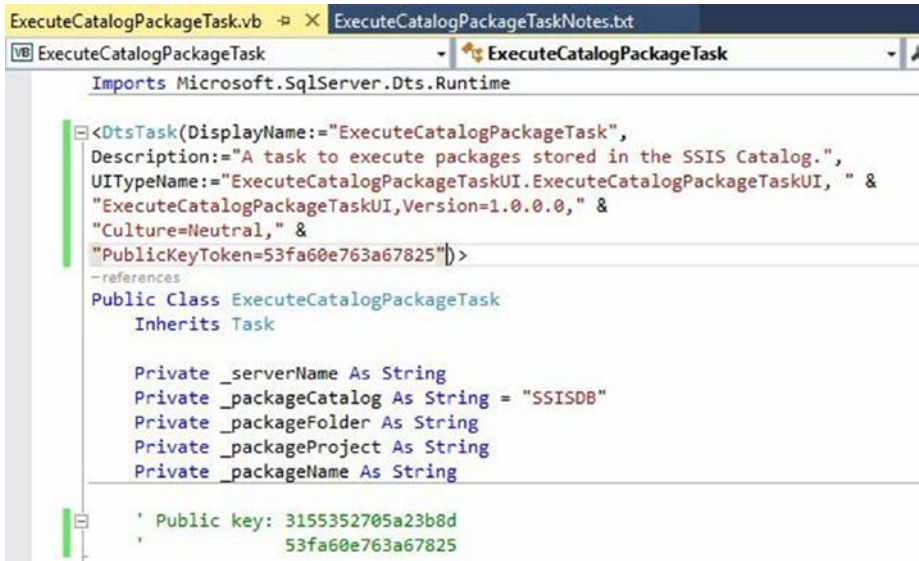 ExecuteCatalogPackageTask.vb ExecuteCatalogPackageTaskNotes.txt
VB ExecuteCatalogPackageTask ExecuteCatalogPackageTask
Imports Microsoft.SqlServer.Dts.Runtime
<DtsTask(DisplayName:="ExecuteCatalogPackageTask",
Description:="A task to execute packages stored in the SSIS Catalog.",
UITypeName:="ExecuteCatalogPackageTaskUI.ExecuteCatalogPackageTaskUI, " &
"ExecuteCatalogPackageTaskUI,Version=1.0.0.0," &
"Culture=Neutral," &
"PublicKeyToken=53fa60e763a67825")>
-references
Public Class ExecuteCatalogPackageTask
Inherits Task
Private _serverName As String
Private _packageCatalog As String = "SSISDB"
Private _packageFolder As String
Private _packageProject As String
Private _packageName As String
' Public key: 3155352705a23b8d
' 53fa60e763a67825